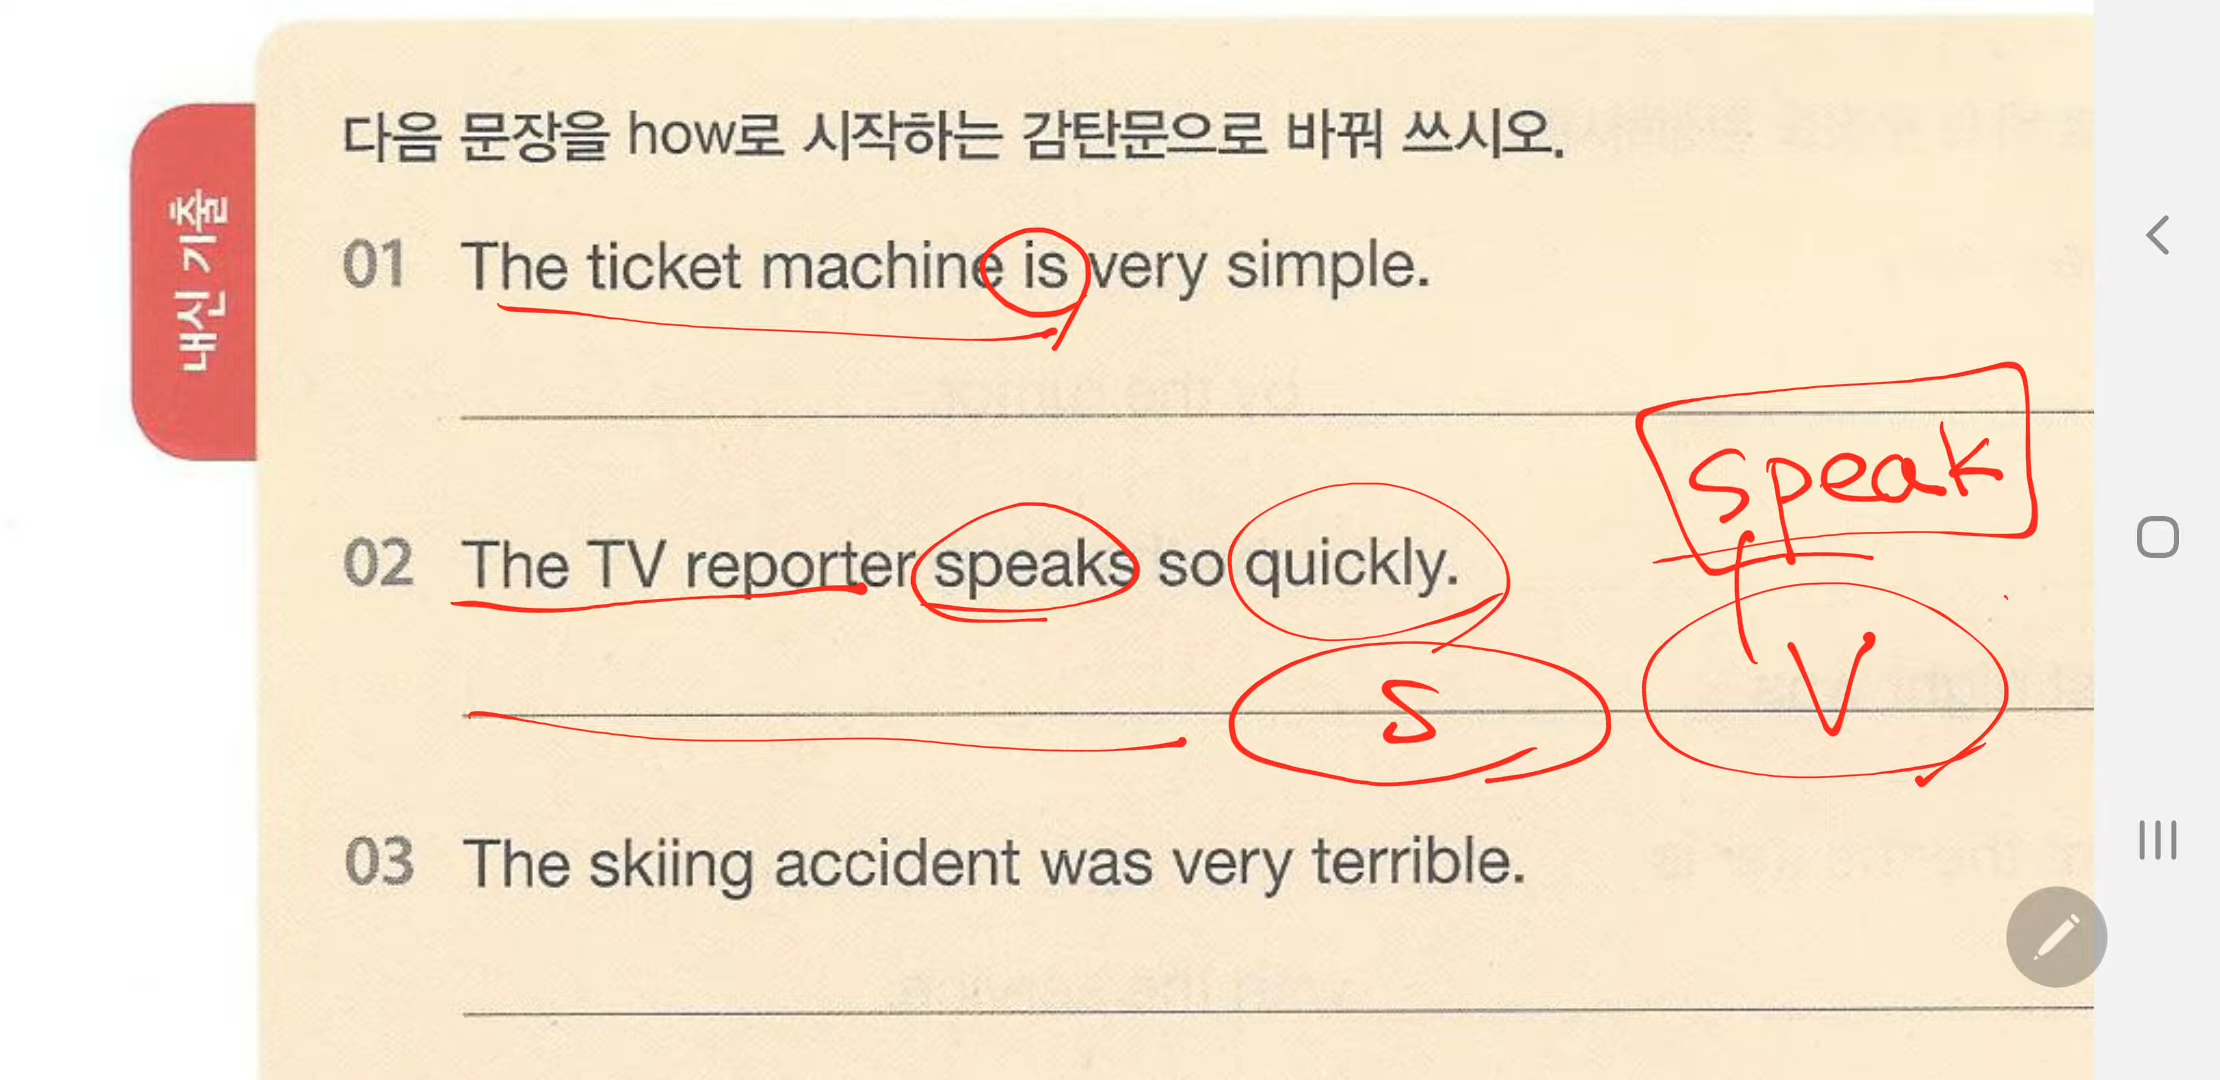 다음 문장을 how로 시작하는 감탄문으로 바꿔 쓰시오.
내신 기출
01 The ticket machine is very simple.
speak
02 The TV reporter speaks so quickly.
S V
03 The skiing accident was very terrible.